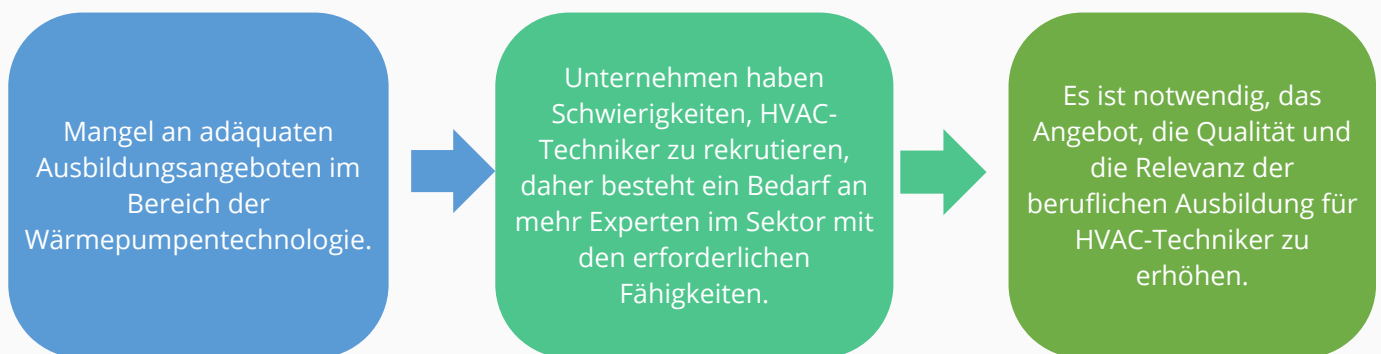 Mangel an adäquaten
Ausbildungsangeboten im
Bereich der
Wärmepumpentechnologie.
Unternehmen haben
Schwierigkeiten, HVAC-
Techniker zu rekrutieren,
daher besteht ein Bedarf an
mehr Experten im Sektor mit
den erforderlichen
Fähigkeiten.
Es ist notwendig, das
Angebot, die Qualität und
die Relevanz der
beruflichen Ausbildung für
HVAC-Techniker zu
erhöhen.